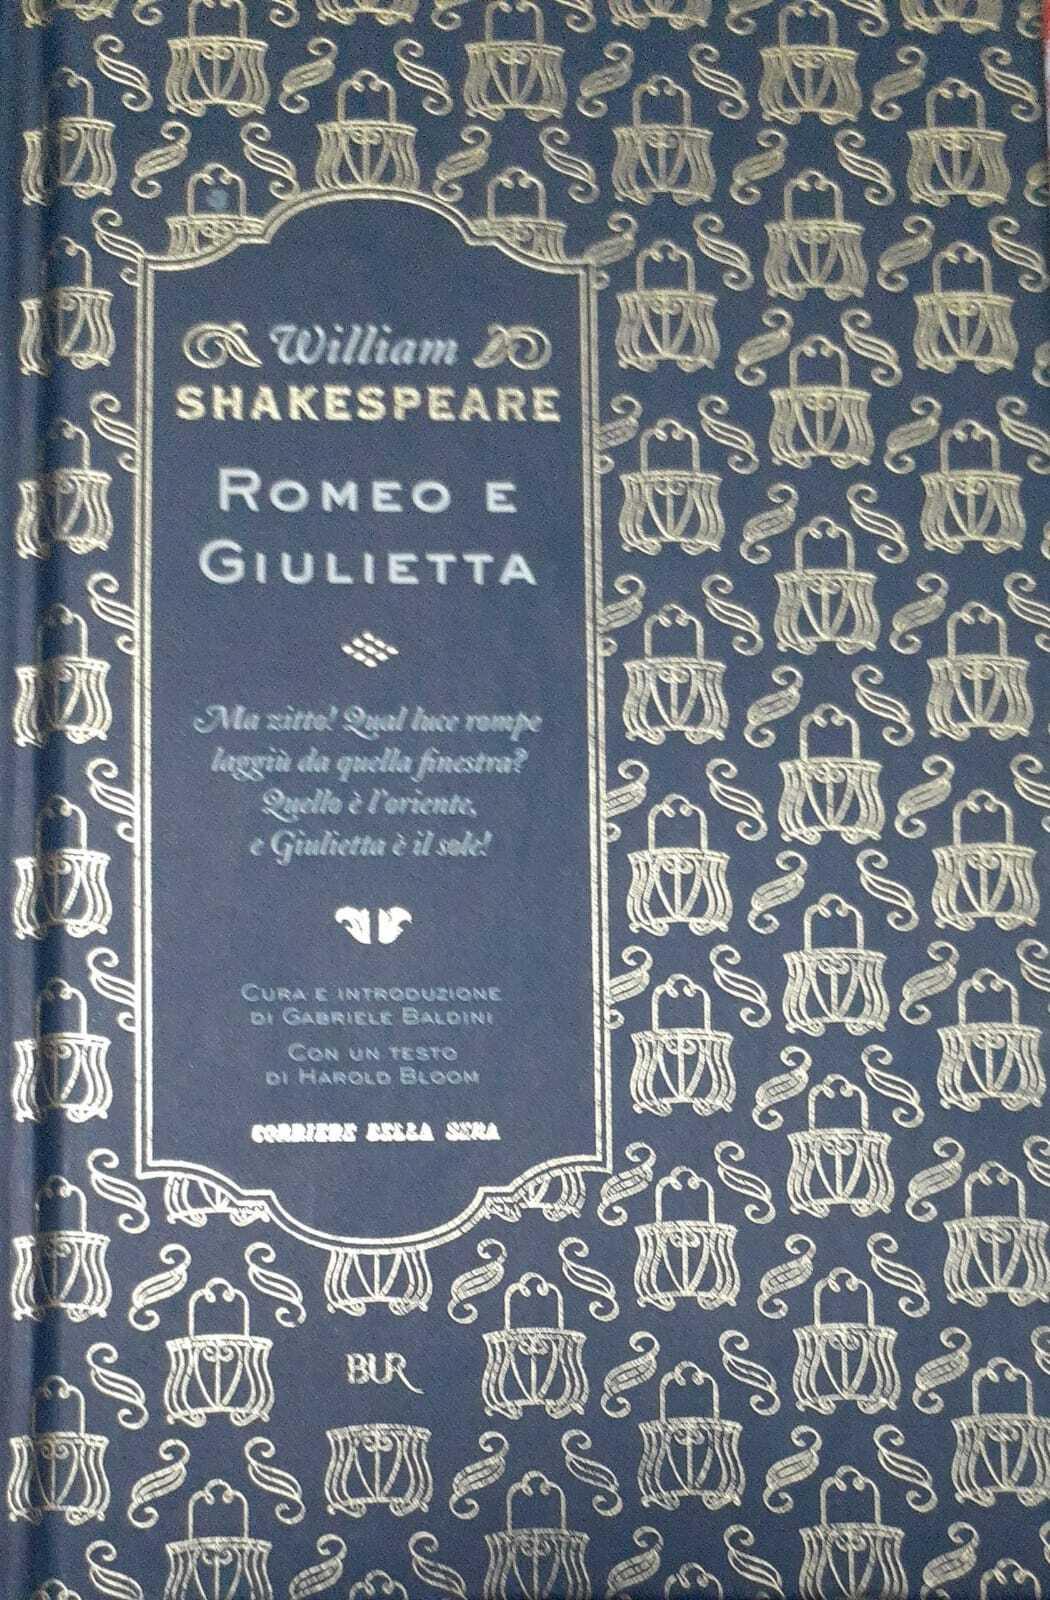 William
SHAKESPEARE
ROMEO E
GIULIETTA
Ma zitto! Qual luce rompe
laggiù da quella finestra?
Quello è l'oriente,
e Giulietta è il sole!
CURA E INTRODUZIONE
DI GABRIELE BALDINI
CON UN TESTO
DI HAROLD BLOOM
CORRIERE DELLA SERA
BUR